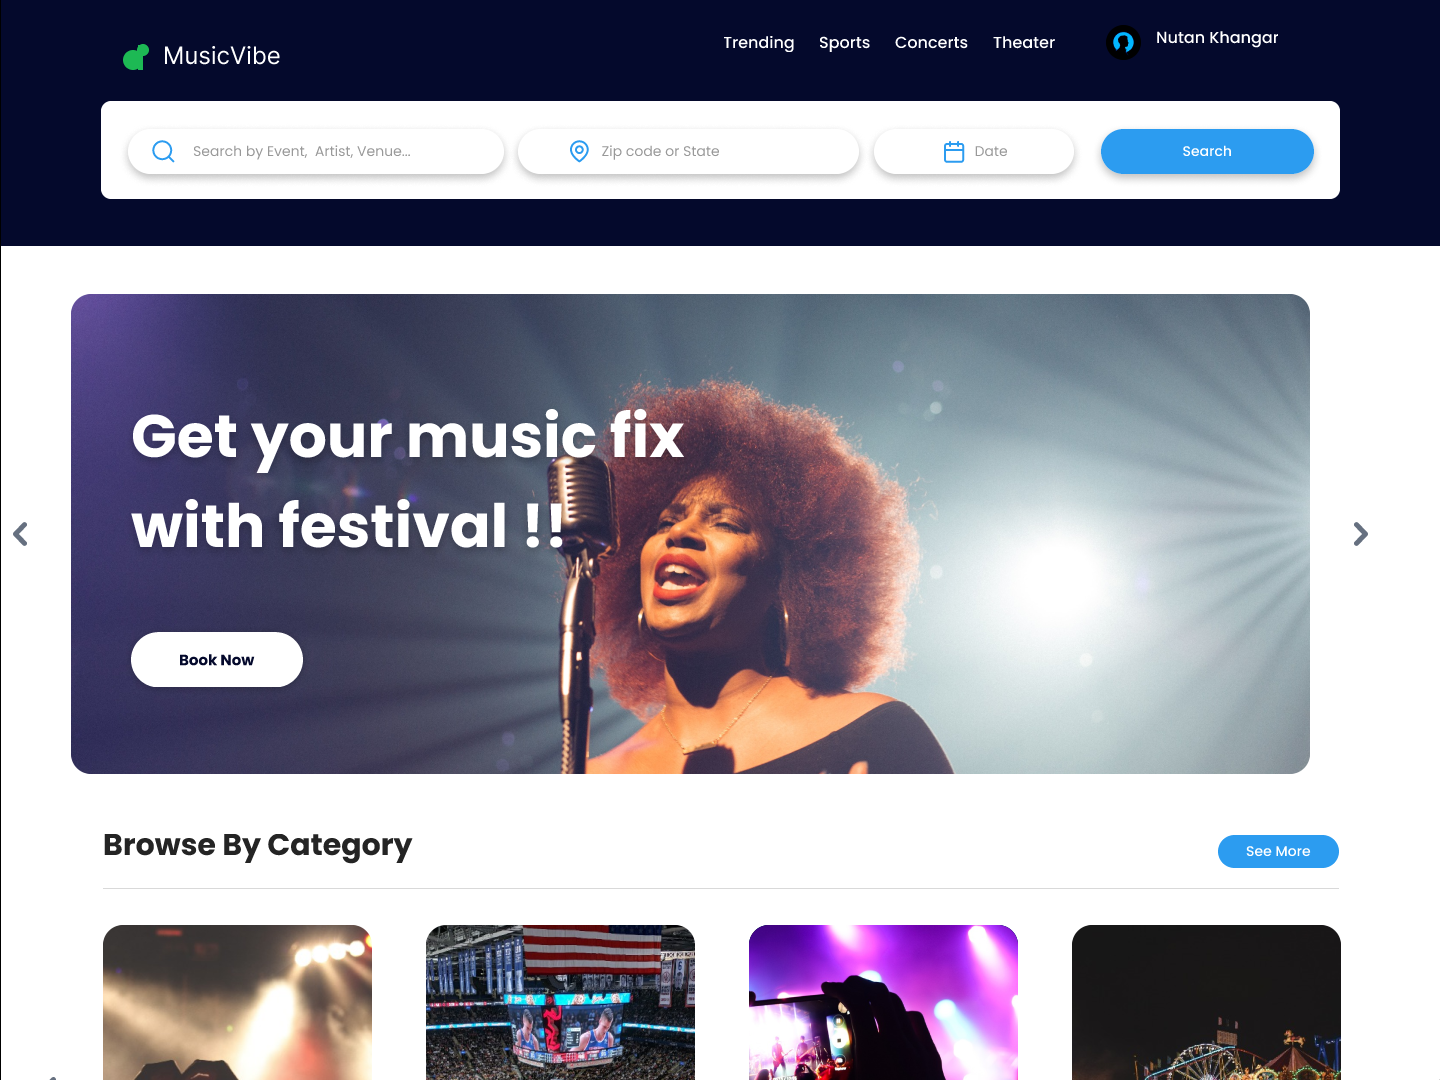 MusicVibe
Trending Sports Concerts Theater Nutan Khangar
Search by Event, Artist, Venue...
Zip code or State
Date
Search
Get your music fix
with festival !!
Book Now
Browse By Category
See More